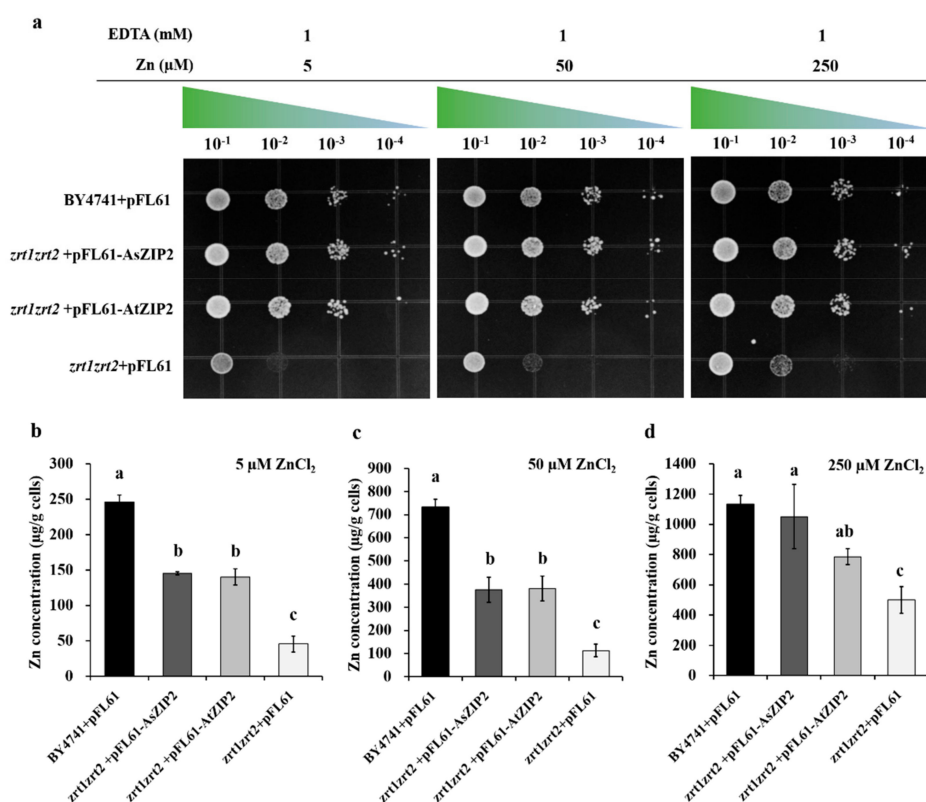 a
EDTA (mM) 1 1 1
Zn (µM) 5 50 250
10-1 10-2 10-3 10-4 10-1 10-2 10-3 10-4 10-1 10-2 10-3 10-4
BY4741+pFL61
zrt1zrt2 +pFL61-AsZIP2
zrt1zrt2 +pFL61-AtZIP2
zrt1zrt2+pFL61
b
5 µM ZnCl2
Zn concentration (µg/g cells)
300
250
200
150
100
50
0
a
b
b
c
BY4741+pFL61
zrt1zrt2 +pFL61-AsZIP2
zrt1zrt2 +pFL61-AtZIP2
zrt1zrt2+pFL61
c
50 µM ZnCl2
Zn concentration (µg/g cells)
900
800
700
600
500
400
300
200
100
0
a
b
b
c
BY4741+pFL61
zrt1zrt2 +pFL61-AsZIP2
zrt1zrt2 +pFL61-AtZIP2
zrt1zrt2+pFL61
d
250 µM ZnCl2
Zn concentration (µg/g cells)
1400
1200
1000
800
600
400
200
0
a
a
ab
c
BY4741+pFL61
zrt1zrt2 +pFL61-AsZIP2
zrt1zrt2 +pFL61-AtZIP2
zrt1zrt2+pFL61